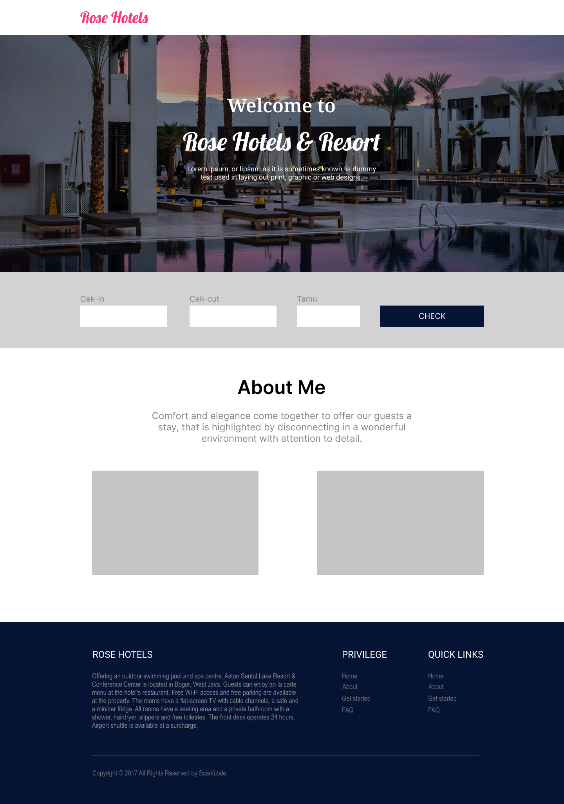 Rose Hotels
Welcome to
Rose Hotels & Resort
Lorem ipsum, or lipsum as it is sometimes known, is dummy
text used in laying out print, graphic or web designs.
Cek-in
Cek-out
Tamu
CHECK
About Me
Comfort and elegance come together to offer our guests a
stay, that is highlighted by disconnecting in a wonderful
environment with attention to detail.
ROSE HOTELS
PRIVILEGE
QUICK LINKS
Offering an outdoor swimming pool and spa centre, Aston Sentul Lake Resort &
Conference Center is located in Bogor, West Java. Guests can enjoy an la carte
menu at the hotel's restaurant. Free Wi-Fi access and free parking are available
at the property. The rooms have a flat-screen TV with cable channels, a safe and
a minibar fridge. All rooms have a seating area and a private bathroom with a
shower, hairdryer, slippers and free toiletries. The front desk operates 24 hours.
Airport shuttle is available at a surcharge.
Home
About
Get started
FAQ
Home
About
Get started
FAQ
Copyright © 2017 All Rights Reserved by Scanfcode.